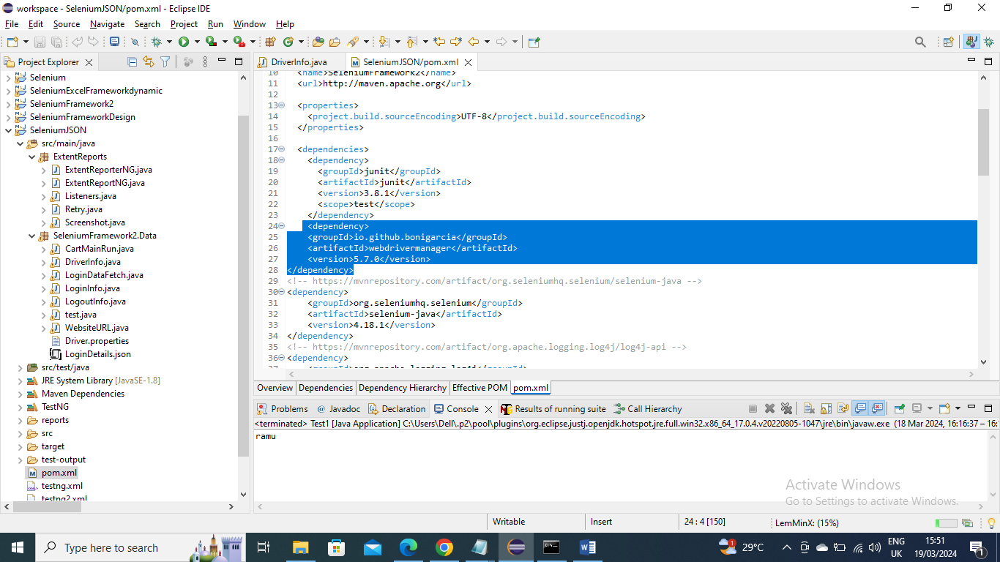 workspace - SeleniumJSON/pom.xml - Eclipse IDE
File Edit Source Navigate Search Project Run Window Help
Project Explorer
Selenium
SeleniumExcelFrameworkdynamic
SeleniumFramework2
SeleniumFrameworkDesign
SeleniumJSON
src/main/java
ExtentReports
ExtentReporterNG.java
ExtentReportNG.java
Listeners.java
Retry.java
Screenshot.java
SeleniumFramework2.Data
CartMainRun.java
DriverInfo.java
LoginDataFetch.java
LoginInfo.java
LogoutInfo.java
test.java
WebsiteURL.java
Driver.properties
LoginDetails.json
src/test/java
JRE System Library [JavaSE-1.8]
Maven Dependencies
TestNG
reports
src
target
test-output
pom.xml
testng.xml
testng2.xml
DriverInfo.java
SeleniumJSON/pom.xml
10 <name>SeleniumFramework2</name>
11 <url>http://maven.apache.org</url>
12
13 <properties>
14 <project.build.sourceEncoding>UTF-8</project.build.sourceEncoding>
15 </properties>
16
17 <dependencies>
18 <dependency>
19 <groupId>junit</groupId>
20 <artifactId>junit</artifactId>
21 <version>3.8.1</version>
22 <scope>test</scope>
23 </dependency>
24 <dependency>
25 <groupId>io.github.bonigarcia</groupId>
26 <artifactId>webdrivermanager</artifactId>
27 <version>5.7.0</version>
28 </dependency>
29 <!-- https://mvnrepository.com/artifact/org.seleniumhq.selenium/selenium-java -->
30 <dependency>
31 <groupId>org.seleniumhq.selenium</groupId>
32 <artifactId>selenium-java</artifactId>
33 <version>4.18.1</version>
34 </dependency>
35 <!-- https://mvnrepository.com/artifact/org.apache.logging.log4j/log4j-api -->
36 <dependency>
37 <groupId>org.apache.logging.log4j</groupId>
Overview Dependencies Dependency Hierarchy Effective POM pom.xml
Problems Javadoc Declaration Console Results of running suite Call Hierarchy
<terminated> Test1 [Java Application] C:\Users\Dell\.p2\pool\plugins\org.eclipse.justj.openjdk.hotspot.jre.full.win32.x86_64_17.0.4.v20220805-1047\jre\bin\javaw.exe (18 Mar 2024, 16:16:37 – 16:
ramu
Activate Windows
Go to Settings to activate Windows.
Writable Insert 24 : 4 [150] LemMinX: (15%)
Type here to search
1
29°C
ENG
UK
15:51
19/03/2024
1